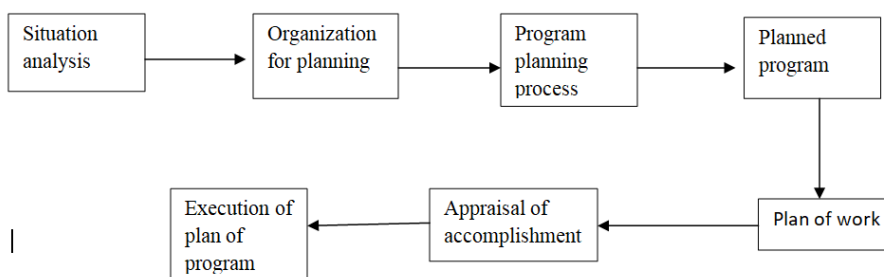 Situation
analysis
Organization
for planning
Program
planning
process
Planned
program
Plan of work
Appraisal of
accomplishment
Execution of
plan of
program